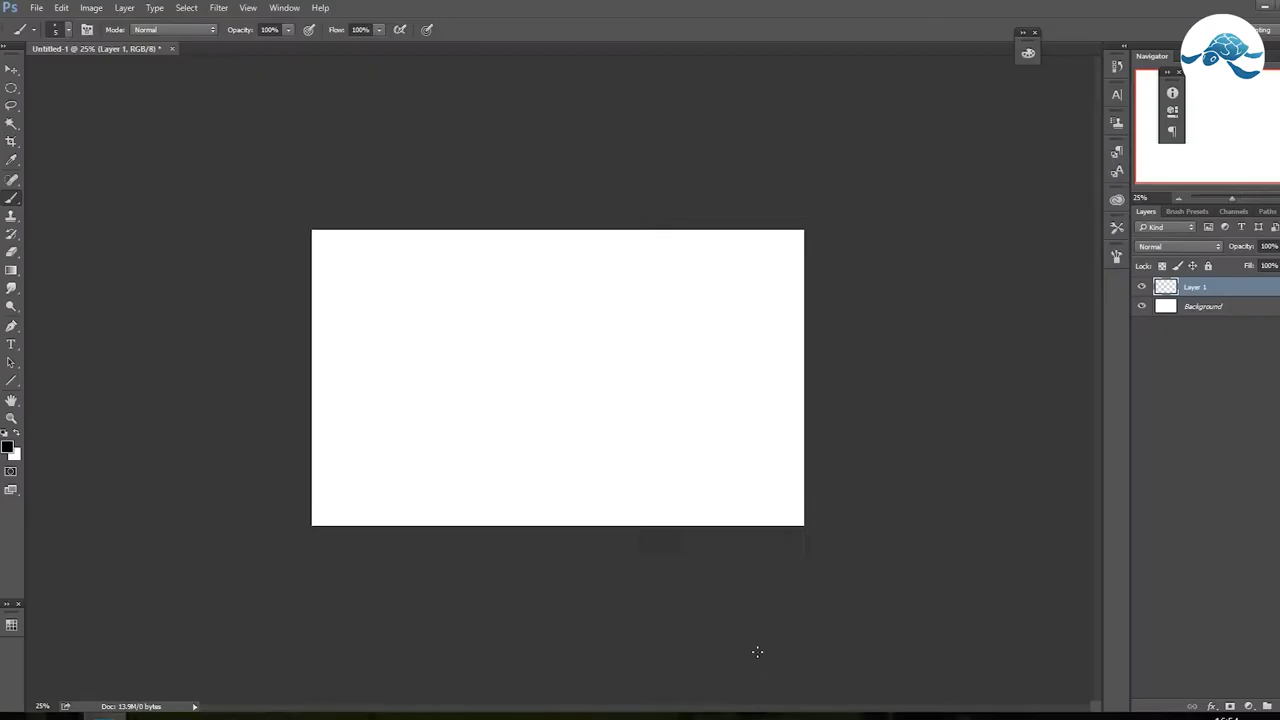 Ps File Edit Image Layer Type Select Filter View Window Help
5 Mode: Normal Opacity: 100% Flow: 100%
Untitled-1 @ 25% (Layer 1, RGB/8) *
Navigator
25%
Layers Brush Presets Channels Paths
Kind
Normal Opacity: 100%
Lock: Fill: 100%
Layer 1
Background
25% Doc: 13.9M/0 bytes